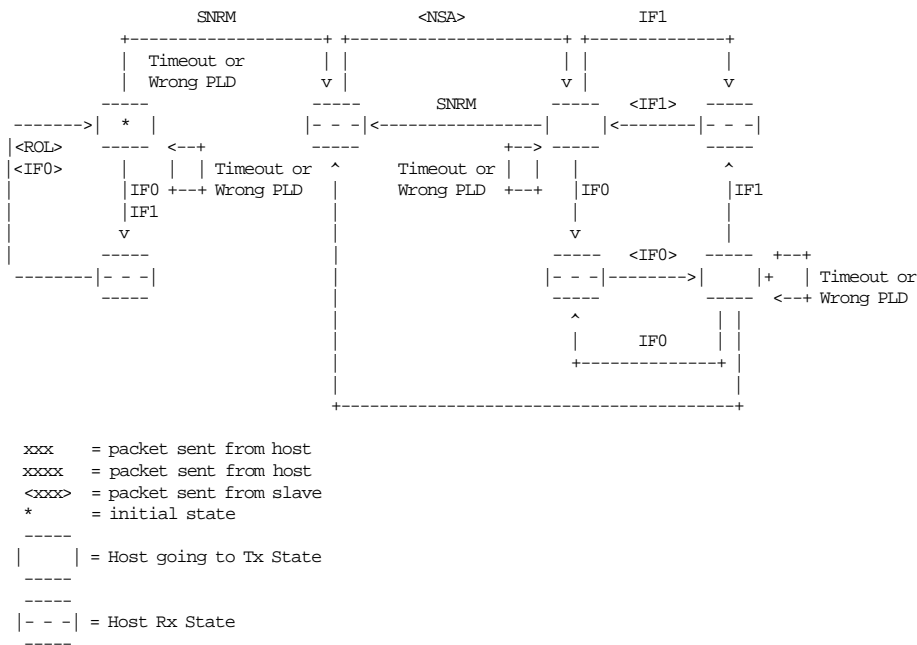 SNRM <NSA> IF1
Timeout or
Wrong PLD v v v
SNRM <IF1>
*
<ROL>
<IF0> Timeout or Timeout or
IF0 Wrong PLD Wrong PLD IF0 IF1
IF1
v v
<IF0>
Timeout or
Wrong PLD
IF0
xxx = packet sent from host
xxxx = packet sent from host
<xxx> = packet sent from slave
* = initial state
= Host going to Tx State
= Host Rx State